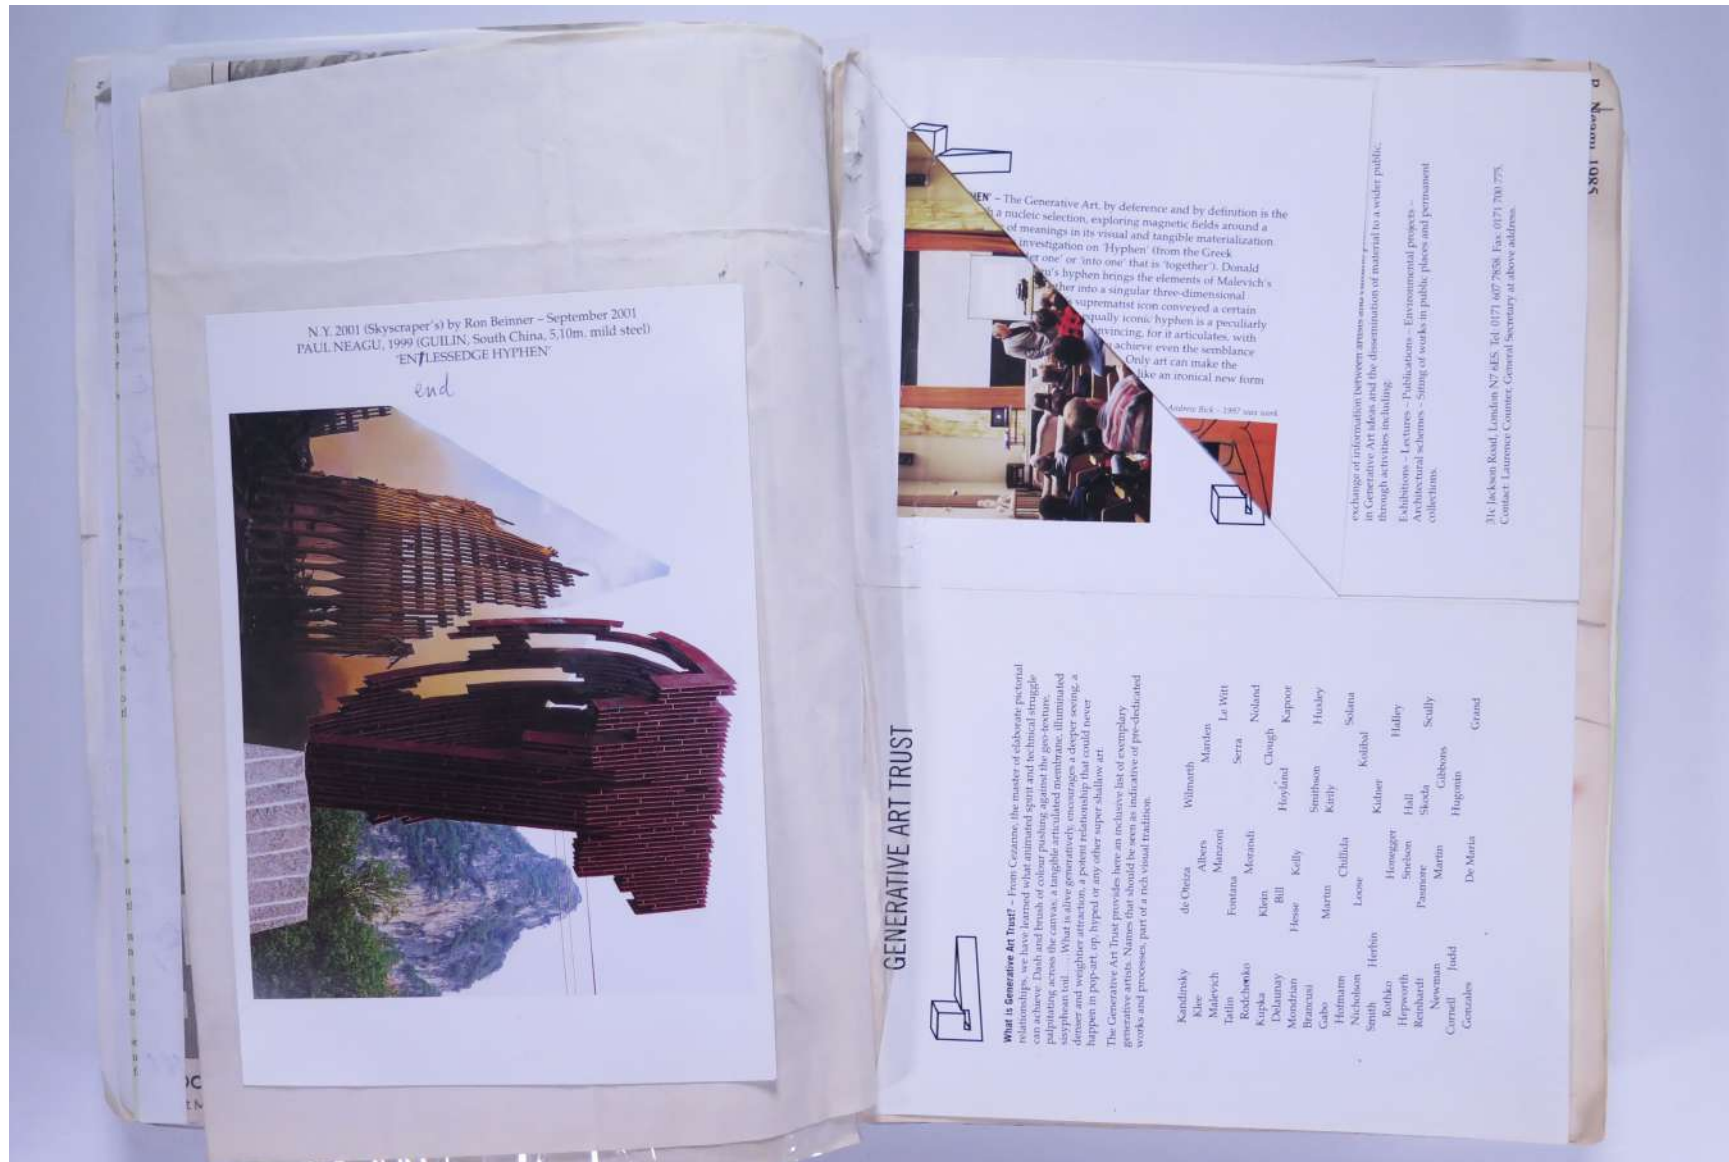 N.Y. 2001 (Skyscraper's) by Ron Beinner – September 2001
PAUL NEAGU, 1999 (GUILIN, South China, 5,10m. mild steel)
'ENTLESSEDGE HYPHEN'
end
HEN' – The Generative Art, by deference and by definition is the
a nucleic selection, exploring magnetic fields around a
of meanings in its visual and tangible materialization
investigation on 'Hyphen' (from the Greek
er one' or 'into one' that is 'together'). Donald
hyphen brings the elements of Malevich's
ther into a singular three-dimensional
suprematist icon conveyed a certain
equally iconic hyphen is a peculiarly
nvincing, for it articulates, with
achieve even the semblance
Only art can make the
like an ironical new form
1997
exchange of information between artists and
in Generative Art ideas and the dissemination of material to a wider public,
through activities including:
Exhibitions – Lectures – Publications – Environmental projects –
Architectural schemes – Siting of works in public places and permanent
collections.
31c Jackson Road, London N7 6ES. Tel: 0171 607 7858. Fax: 0171 700 775,
Contact: Laurence Counter, General Secretary at above address.
P. Neagu 1985
GENERATIVE ART TRUST
What is Generative Art Trust? – From Cezanne, the master of elaborate pictorial
relationships, we have learned what animated spirit and technical struggle
can achieve. Dash and brush of colour pushing against the geo-texture,
palpitating across the canvas, a tangible articulated membrane, illuminated
sisyphean toil..... What is alive generatively, encourages a deeper seeing, a
denser and weightier attraction, a potent relationship that could never
happen in pop-art, op, hyped or any other super shallow art.
The Generative Art Trust provides here an inclusive list of exemplary
generative artists. Names that should be seen as indicative of pre-dedicated
works and processes, part of a rich visual tradition.
Kandinsky de Oteiza Wilmarth
Klee Albers Marden
Malevich Manzoni Le Witt
Tatlin Fontana Serra
Rodchenko Morandi Noland
Kupka Klein Clough
Delaunay Bill Hoyland Kapoor
Mondrian Hesse Kelly
Brancusi Smithson Huxley
Gabo Martin Kirily
Hofmann Chillida Solana
Nicholson Loose Kolibal
Smith Herbin Kidner
Rothko Honegger Halley
Hepworth Snelson Hall
Reinhardt Pasmore Skoda Scully
Newman Martin Gibbons
Cornell Judd Hugonin
Gonzales De Maria Grand